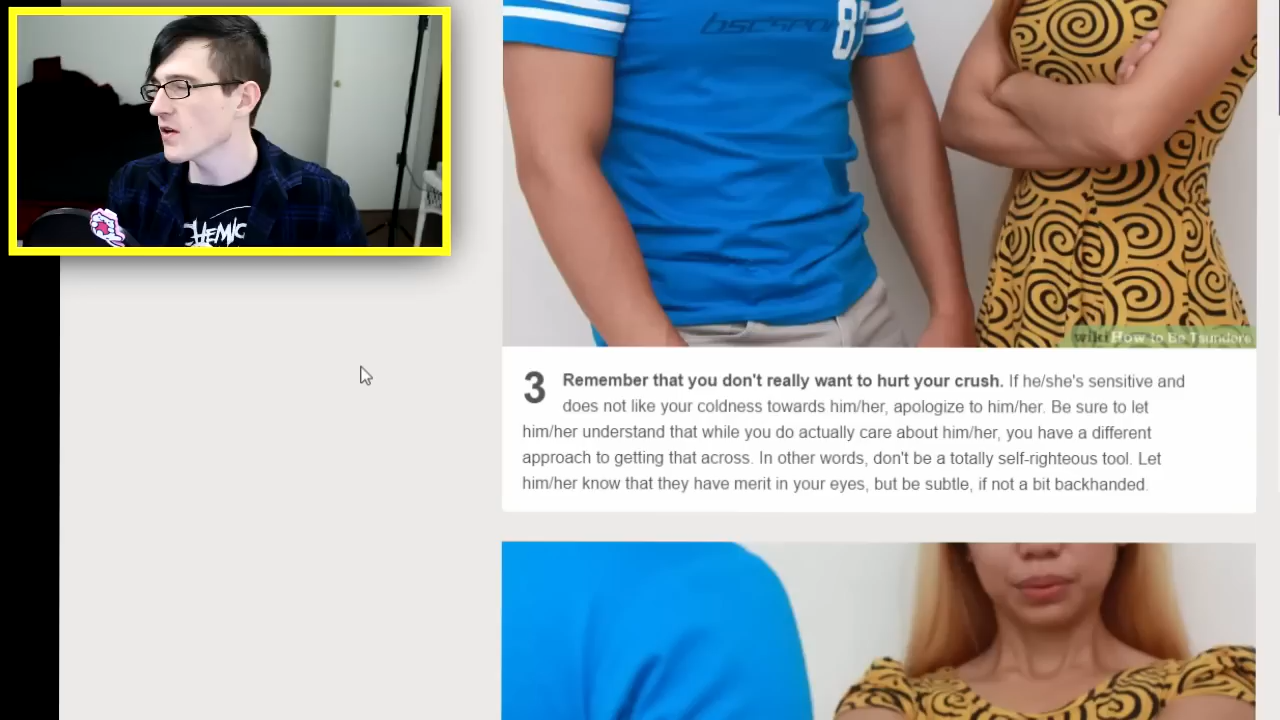 bscspor
87
CHEMIC
wiki How to Be Tsundere
3 Remember that you don't really want to hurt your crush. If he/she's sensitive and
does not like your coldness towards him/her, apologize to him/her. Be sure to let
him/her understand that while you do actually care about him/her, you have a different
approach to getting that across. In other words, don't be a totally self-righteous tool. Let
him/her know that they have merit in your eyes, but be subtle, if not a bit backhanded.